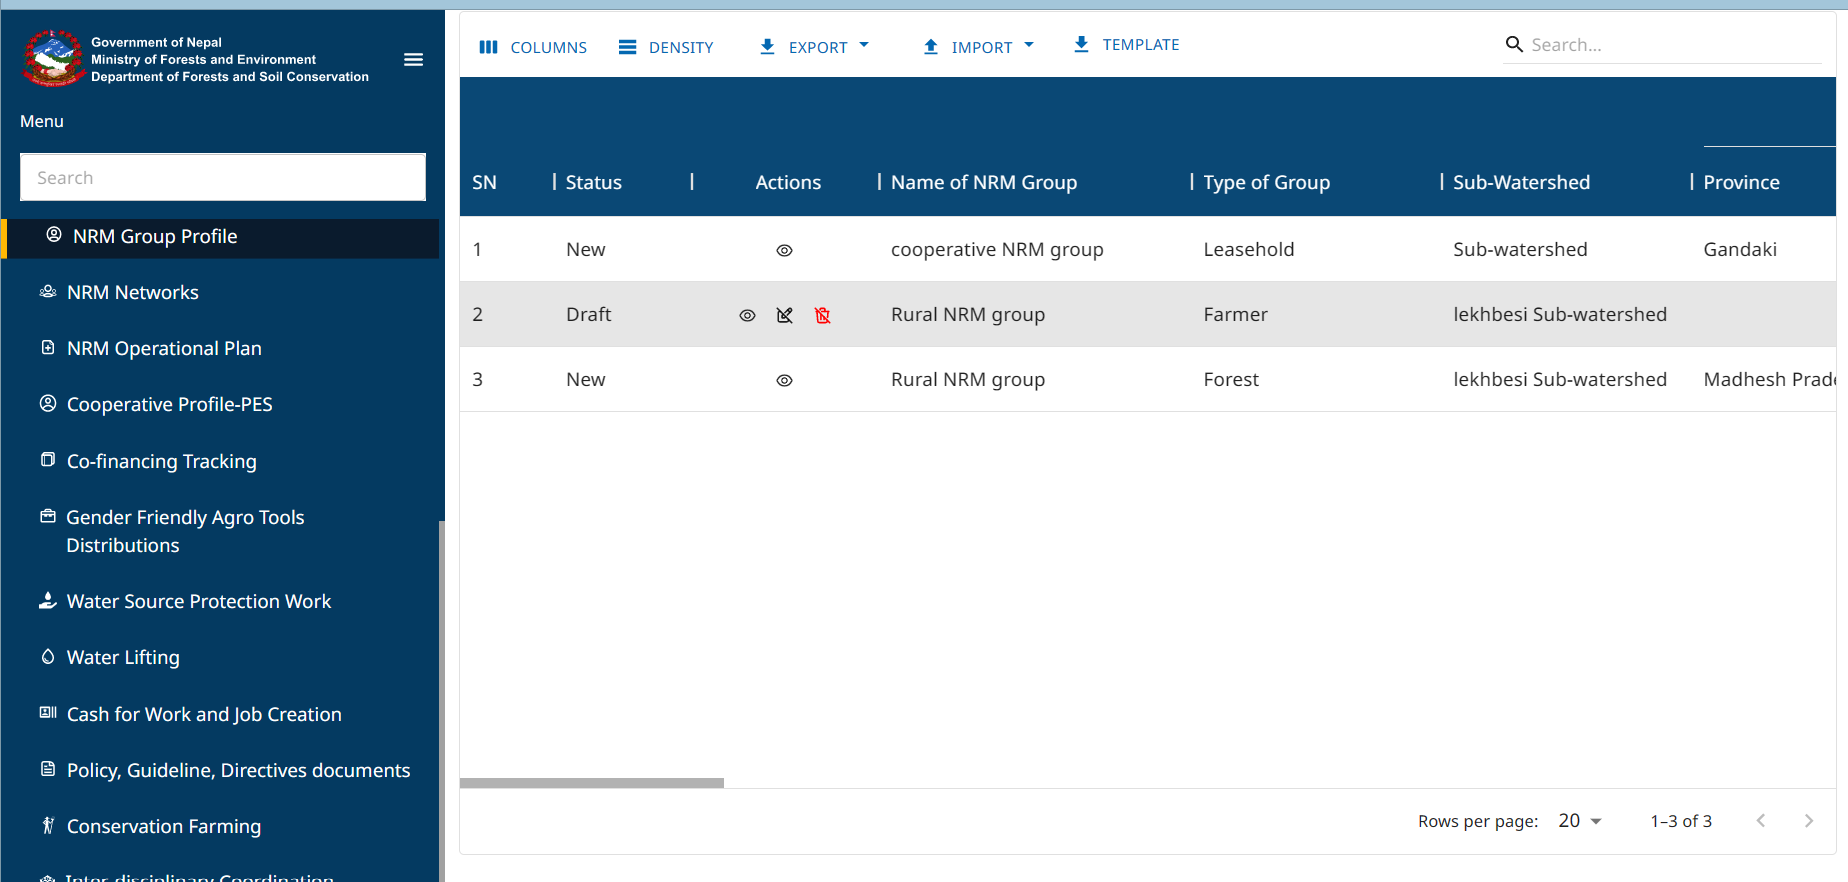 Government of Nepal
Ministry of Forests and Environment
Department of Forests and Soil Conservation
Menu
Search
NRM Group Profile
NRM Networks
NRM Operational Plan
Cooperative Profile-PES
Co-financing Tracking
Gender Friendly Agro Tools
Distributions
Water Source Protection Work
Water Lifting
Cash for Work and Job Creation
Policy, Guideline, Directives documents
Conservation Farming
Inter-disciplinary Coordination
COLUMNS DENSITY EXPORT IMPORT TEMPLATE Search...
SN Status Actions Name of NRM Group Type of Group Sub-Watershed Province
1 New cooperative NRM group Leasehold Sub-watershed Gandaki
2 Draft Rural NRM group Farmer lekhbesi Sub-watershed
3 New Rural NRM group Forest lekhbesi Sub-watershed Madhesh Prade
Rows per page: 20 1–3 of 3